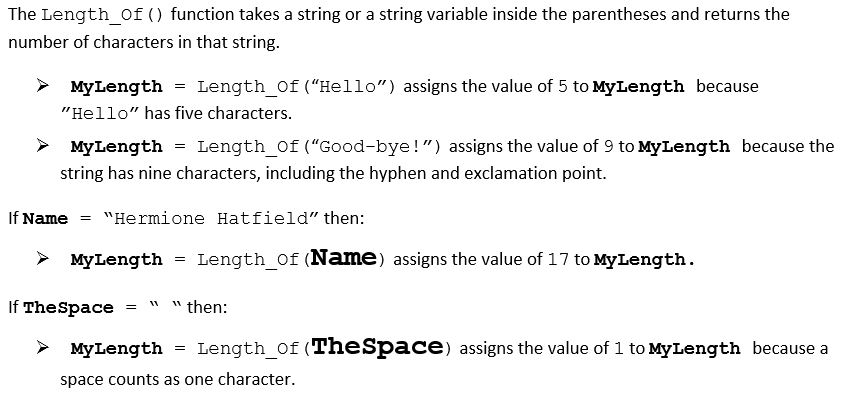 The Length_Of() function takes a string or a string variable inside the parentheses and returns the
number of characters in that string.
➢ MyLength = Length_Of(“Hello”) assigns the value of 5 to MyLength because
”Hello” has five characters.
➢ MyLength = Length_Of(“Good-bye!”) assigns the value of 9 to MyLength because the
string has nine characters, including the hyphen and exclamation point.
If Name = “Hermione Hatfield” then:
➢ MyLength = Length_Of(Name) assigns the value of 17 to MyLength.
If TheSpace = “ “ then:
➢ MyLength = Length_Of(TheSpace) assigns the value of 1 to MyLength because a
space counts as one character.